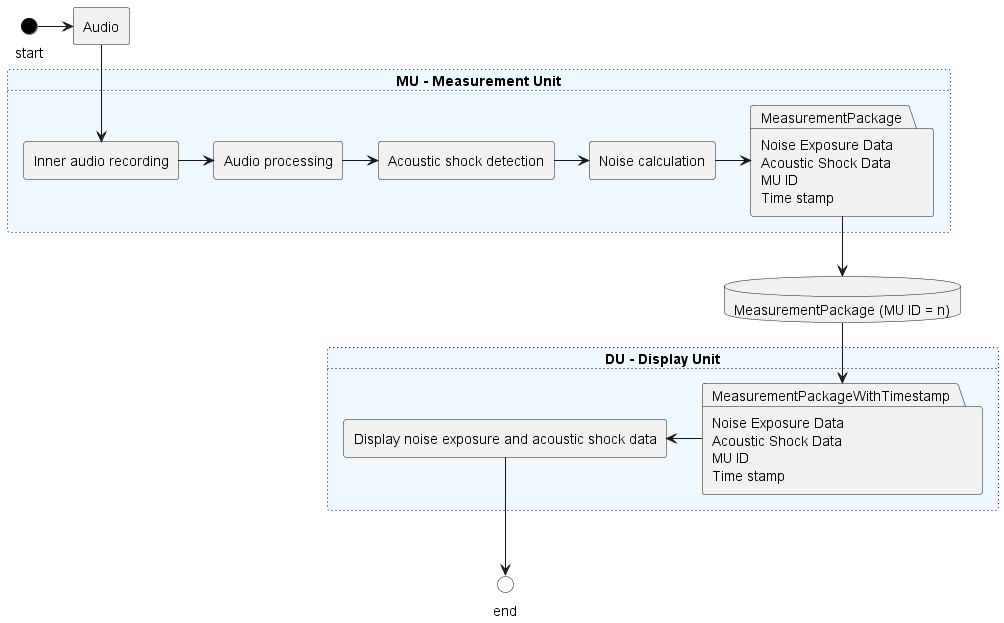 Audio
start
MU - Measurement Unit
Inner audio recording
Audio processing
Acoustic shock detection
Noise calculation
MeasurementPackage
Noise Exposure Data
Acoustic Shock Data
MU ID
Time stamp
MeasurementPackage (MU ID = n)
DU - Display Unit
Display noise exposure and acoustic shock data
MeasurementPackageWithTimestamp
Noise Exposure Data
Acoustic Shock Data
MU ID
Time stamp
end